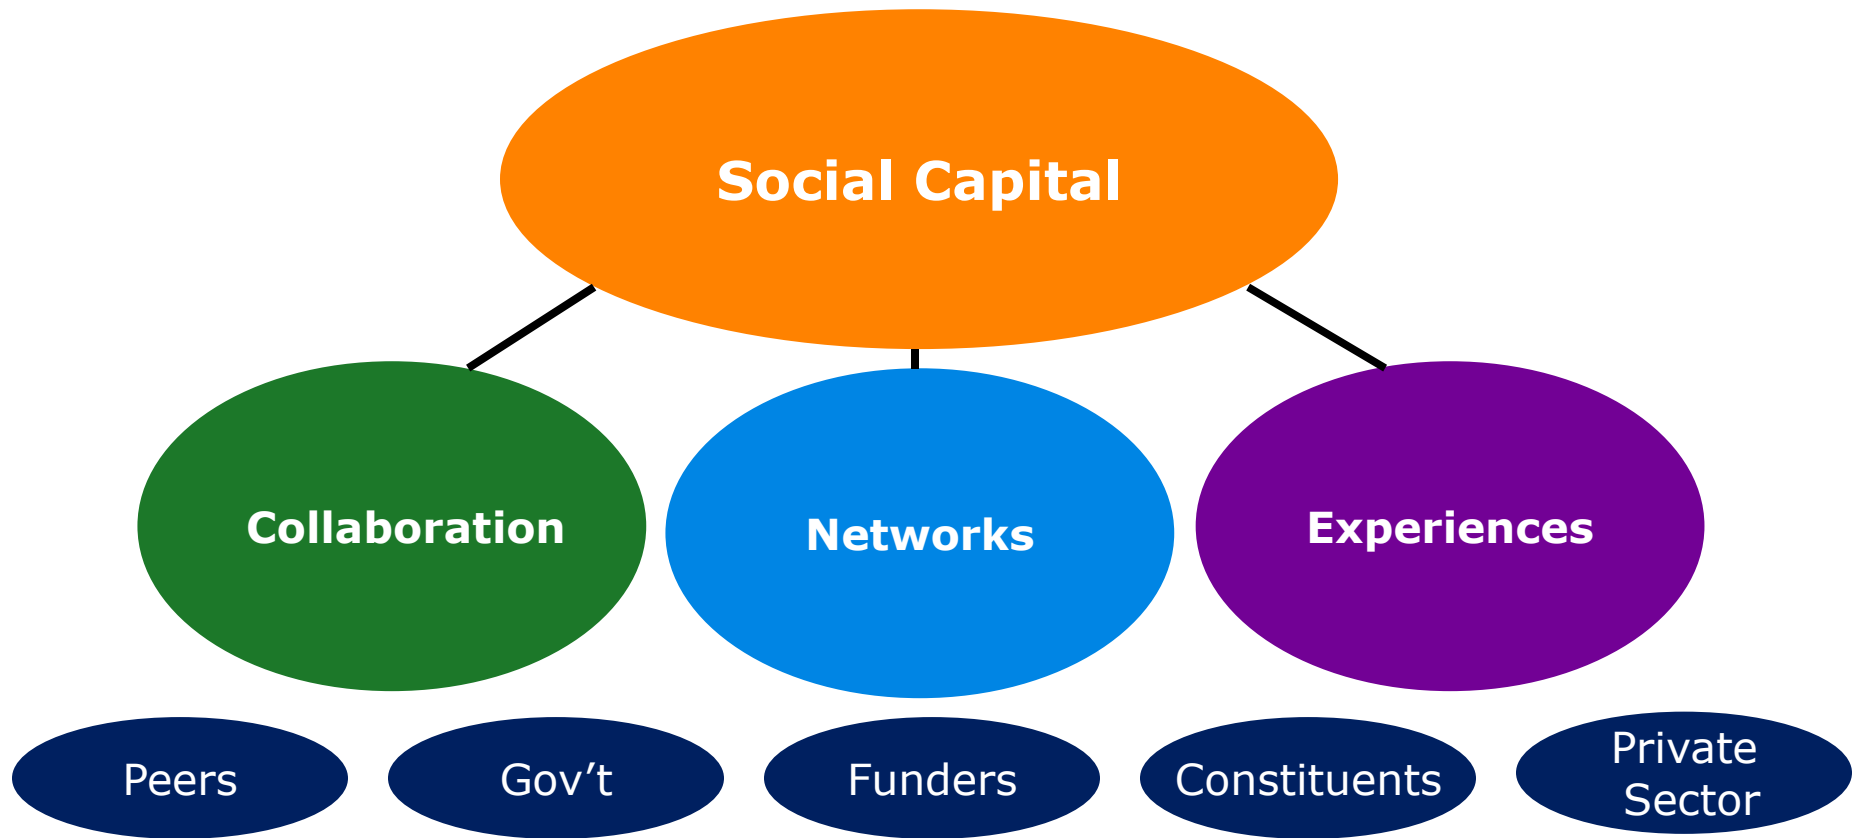 Social Capital
Collaboration
Networks
Experiences
Peers
Gov’t
Funders
Constituents
Private
Sector